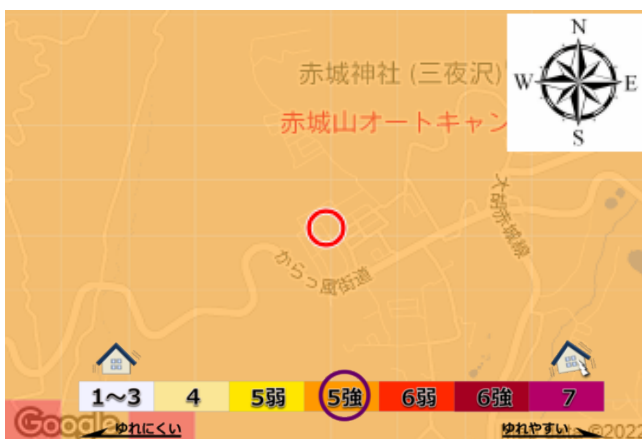 N
W E
S
赤城神社 (三夜沢)
赤城山オートキャン
大胡赤城線
からっ風街道
1～3 4 5弱 5強 6弱 6強 7
Google
ゆれにくい ゆれやすい
©2022